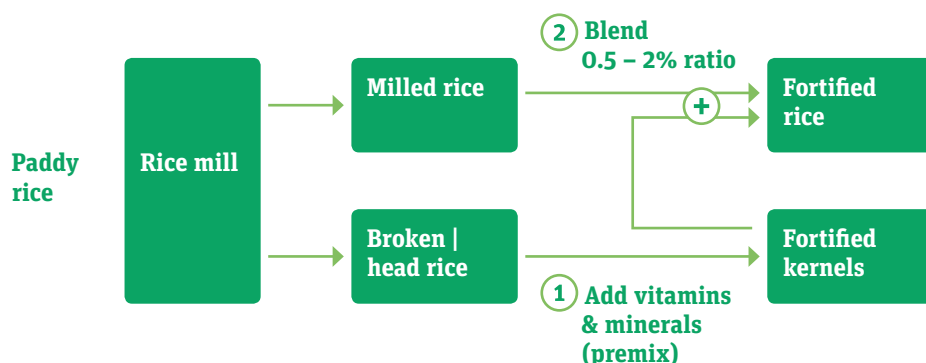 2 Blend
0.5 – 2% ratio
Milled rice
Fortified
rice
+
Paddy
rice
Rice mill
Broken |
head rice
Fortified
kernels
1 Add vitamins
& minerals
(premix)